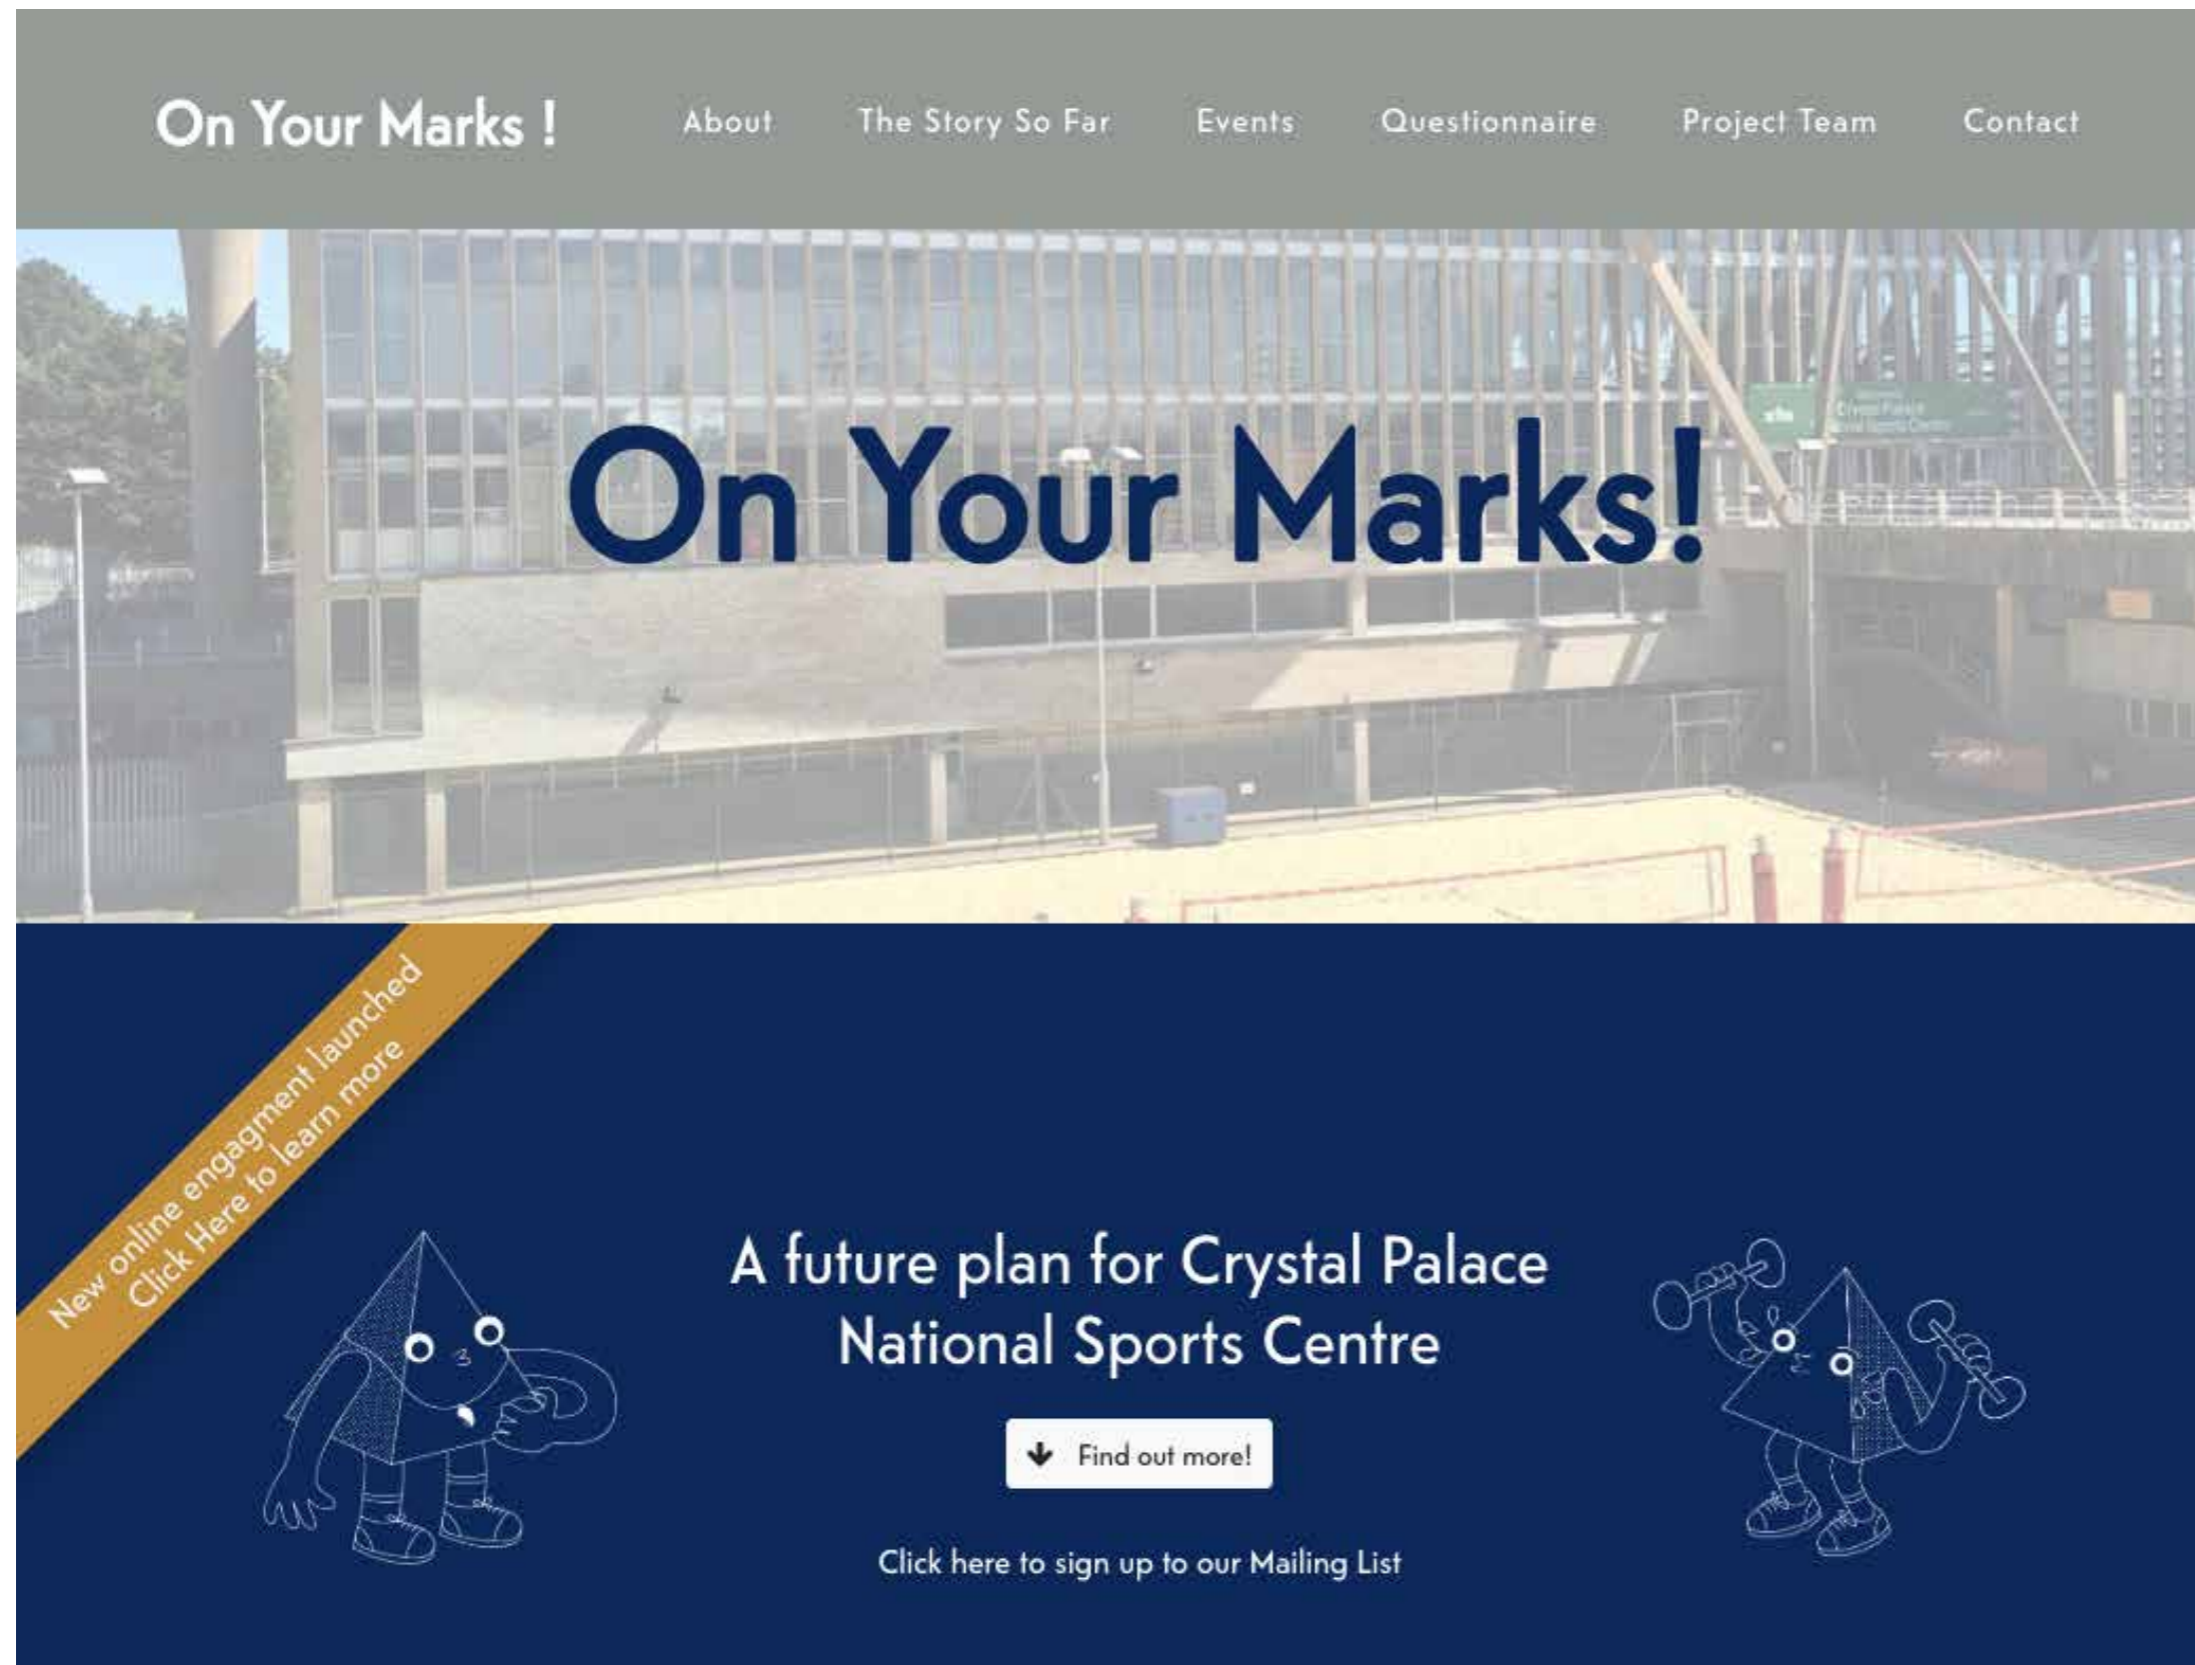 On Your Marks !
About
The Story So Far
Events
Questionnaire
Project Team
Contact
On Your Marks!
New online engagment launched
Click Here to learn more
A future plan for Crystal Palace
National Sports Centre
Find out more!
Click here to sign up to our Mailing List